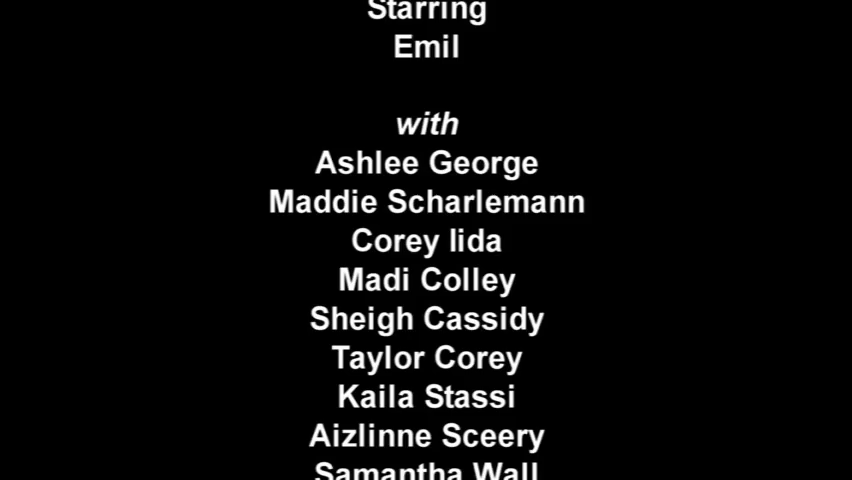 Starring
Emil
with
Ashlee George
Maddie Scharlemann
Corey Iida
Madi Colley
Sheigh Cassidy
Taylor Corey
Kaila Stassi
Aizlinne Sceery
Samantha Wall